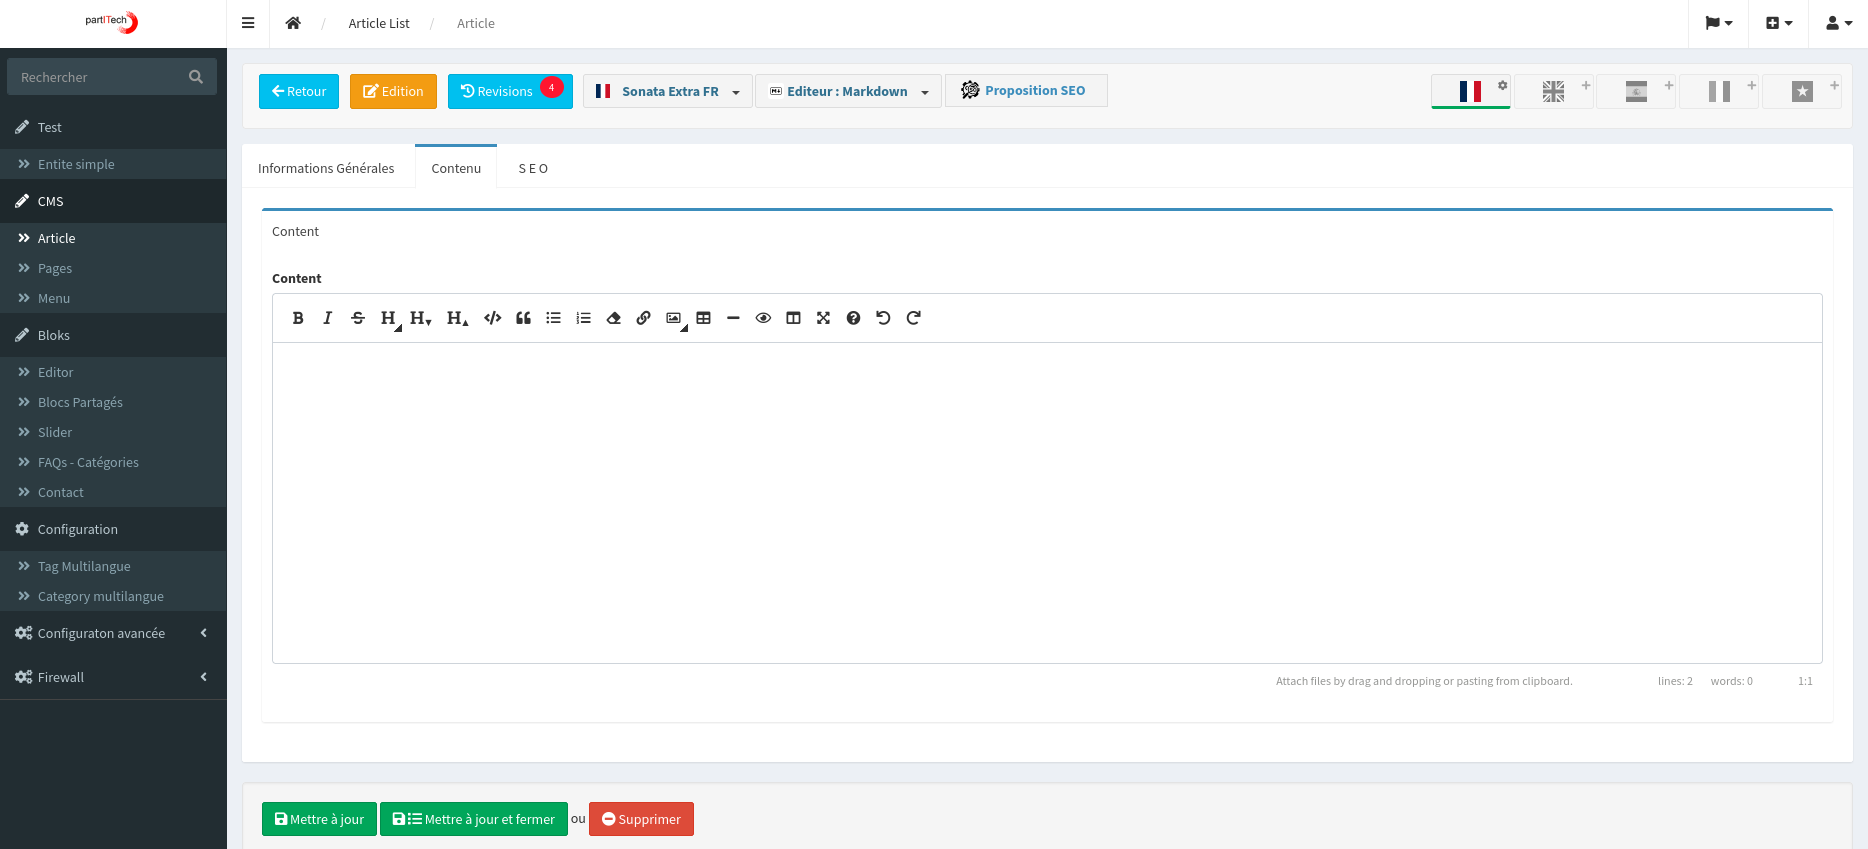 partITech
Article List
Article
Rechercher
Test
Entite simple
CMS
Article
Pages
Menu
Bloks
Editor
Blocs Partagés
Slider
FAQs - Catégories
Contact
Configuration
Tag Multilangue
Category multilangue
Configuraton avancée
Firewall
Retour
Edition
Revisions 4
Sonata Extra FR
Editeur : Markdown
Proposition SEO
Informations Générales
Contenu
S E O
Content
Content
Attach files by drag and dropping or pasting from clipboard.
lines: 2 words: 0 1:1
Mettre à jour
Mettre à jour et fermer
ou
Supprimer